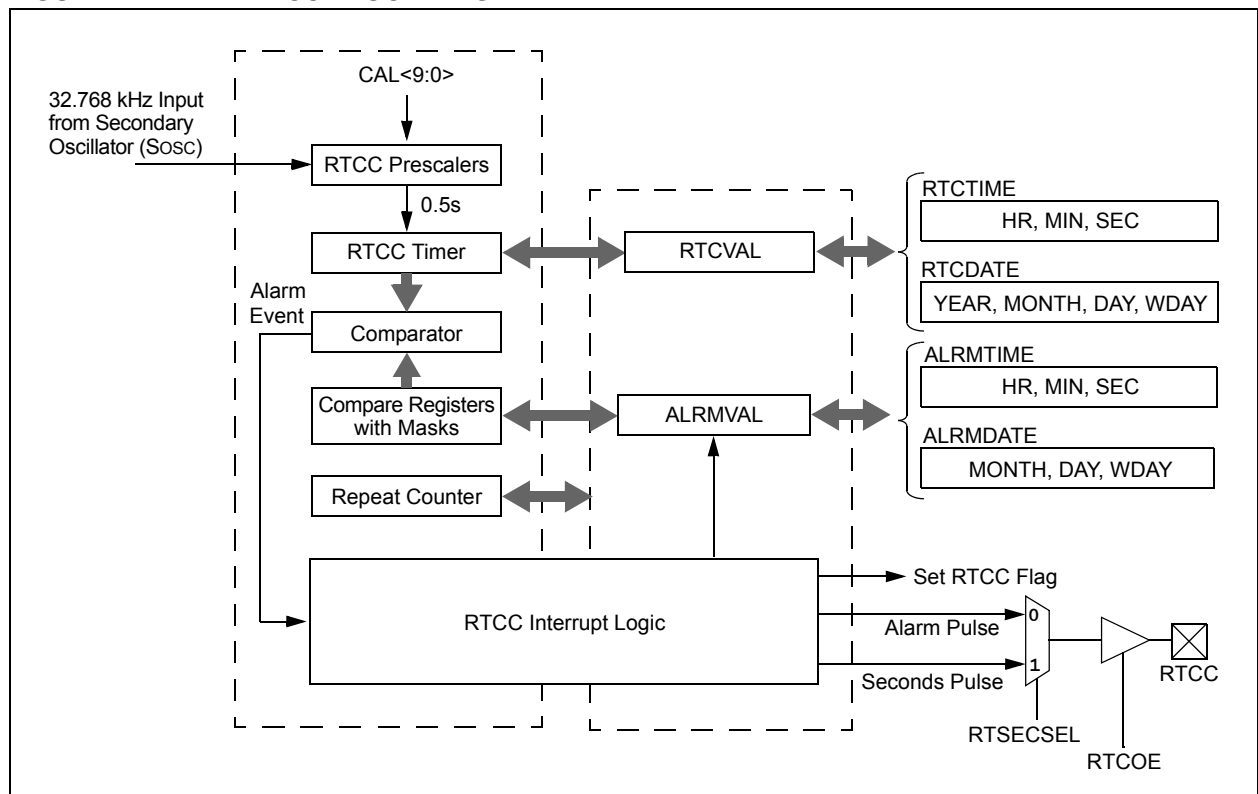 CAL<9:0>
32.768 kHz Input
from Secondary
Oscillator (SOSC)
RTCC Prescalers
0.5s
RTCC Timer
RTCVAL
RTCTIME
HR, MIN, SEC
RTCDATE
YEAR, MONTH, DAY, WDAY
Alarm
Event
Comparator
Compare Registers
with Masks
ALRMVAL
ALRMTIME
HR, MIN, SEC
ALRMDATE
MONTH, DAY, WDAY
Repeat Counter
RTCC Interrupt Logic
Set RTCC Flag
Alarm Pulse
0
Seconds Pulse
1
RTCC
RTSECSEL
RTCOE